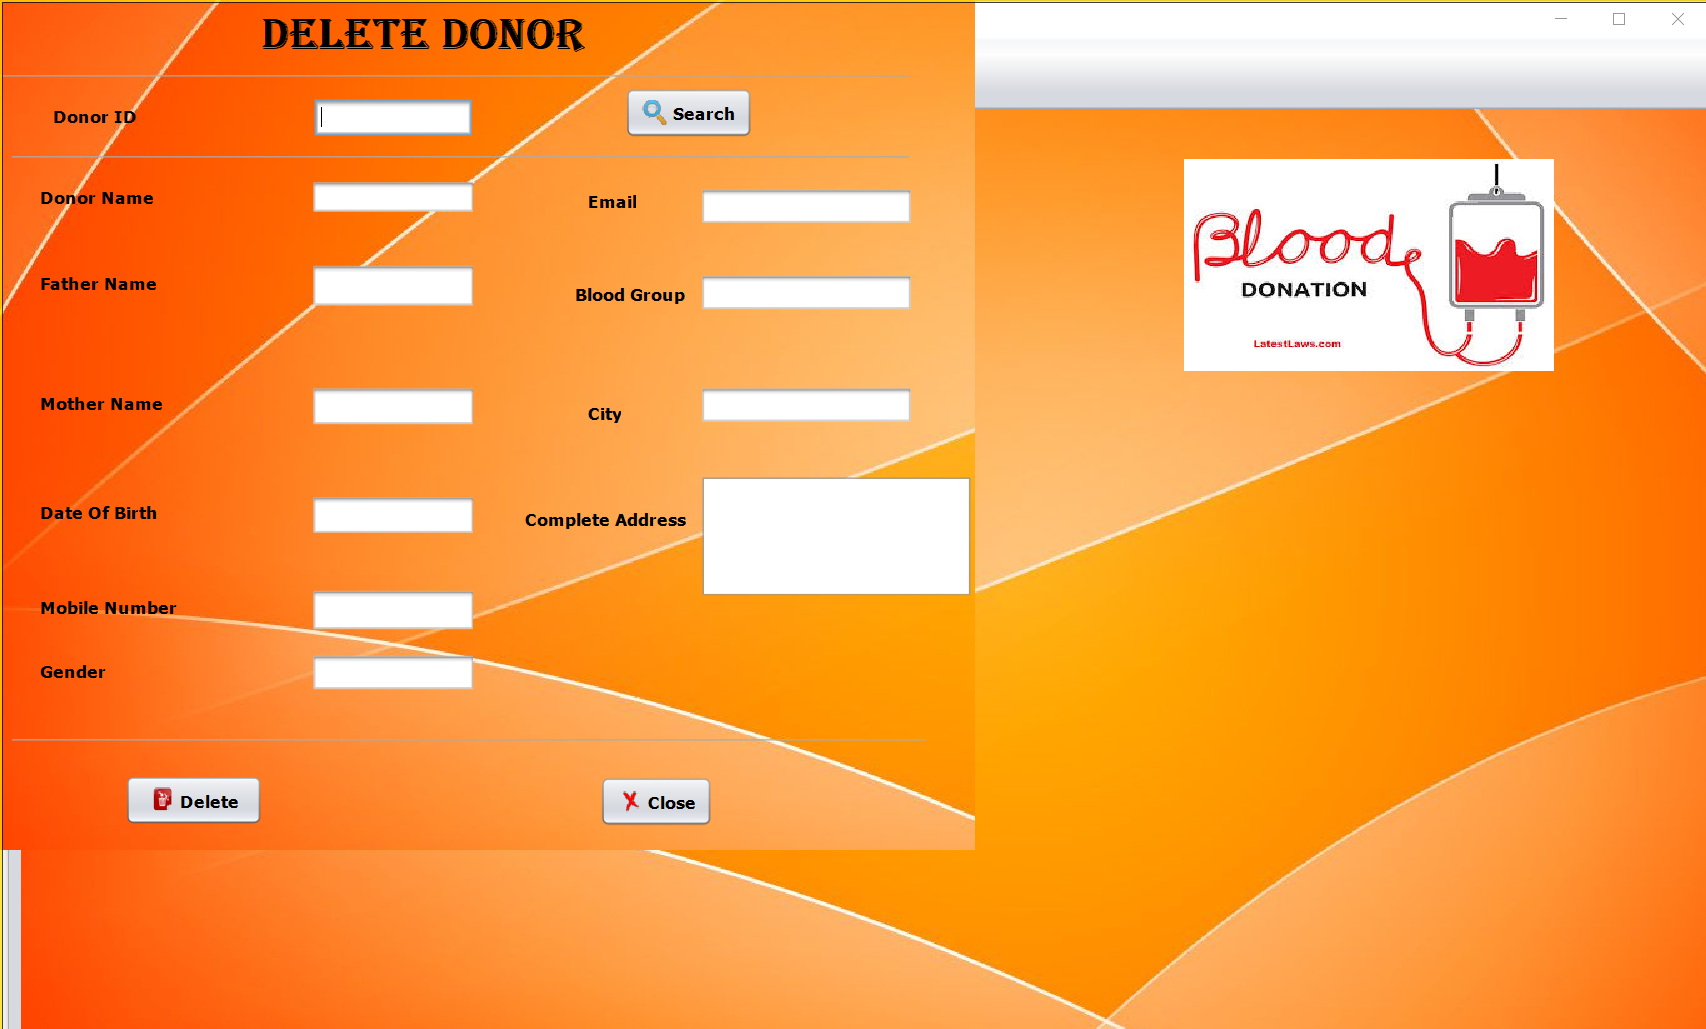 DELETE DONOR
Donor ID
Search
Donor Name
Email
Father Name
Blood Group
Mother Name
City
Date Of Birth
Complete Address
Mobile Number
Gender
Delete
Close
Blood
DONATION
LatestLaws.com